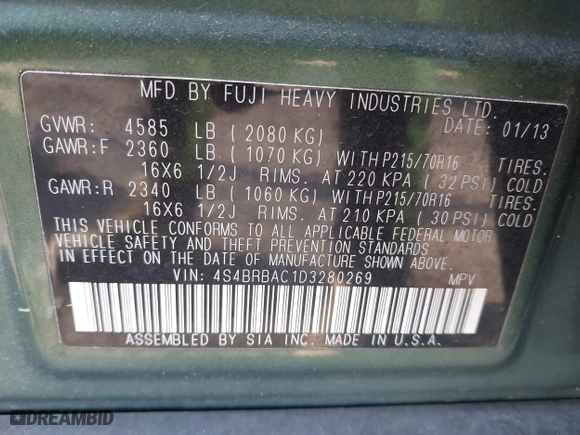 MFD. BY FUJI HEAVY INDUSTRIES LTD.
GVWR: 4585 LB ( 2080 KG) DATE: 01/13
GAWR:F 2360 LB ( 1070 KG) WITH P215/70R16 TIRES.
16X6 1/2J RIMS. AT 220 KPA ( 32 PSI) COLD
GAWR:R 2340 LB ( 1060 KG) WITH P215/70R16 TIRES.
16X6 1/2J RIMS. AT 210 KPA ( 30 PSI) COLD
THIS VEHICLE CONFORMS TO ALL APPLICABLE FEDERAL MOTOR
VEHICLE SAFETY AND THEFT PREVENTION STANDARDS
IN EFFECT ON THE DATE OF MANUFACTURE SHOWN ABOVE.
VIN: 4S4BRBAC1D3280269 MPV
ASSEMBLED BY SIA INC. MADE IN U.S.A.
DREAMBID